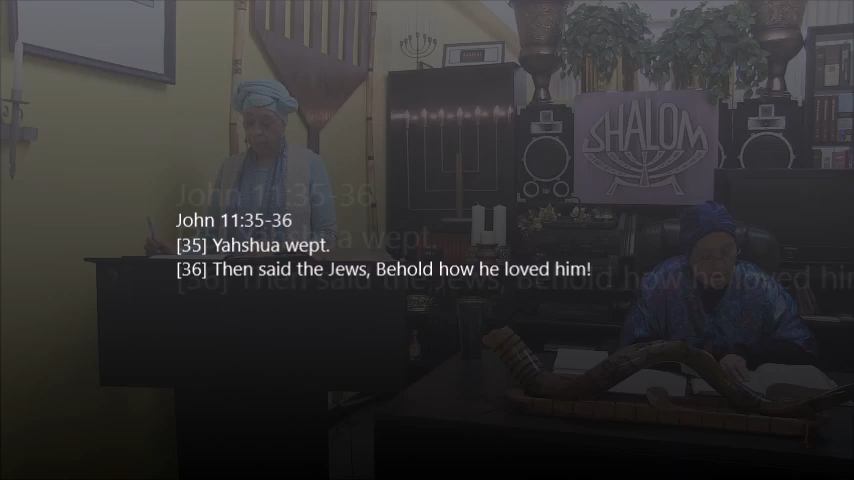 SHALOM
John 11:35-36
[35] Yahshua wept.
[36] Then said the Jews, Behold how he loved him!